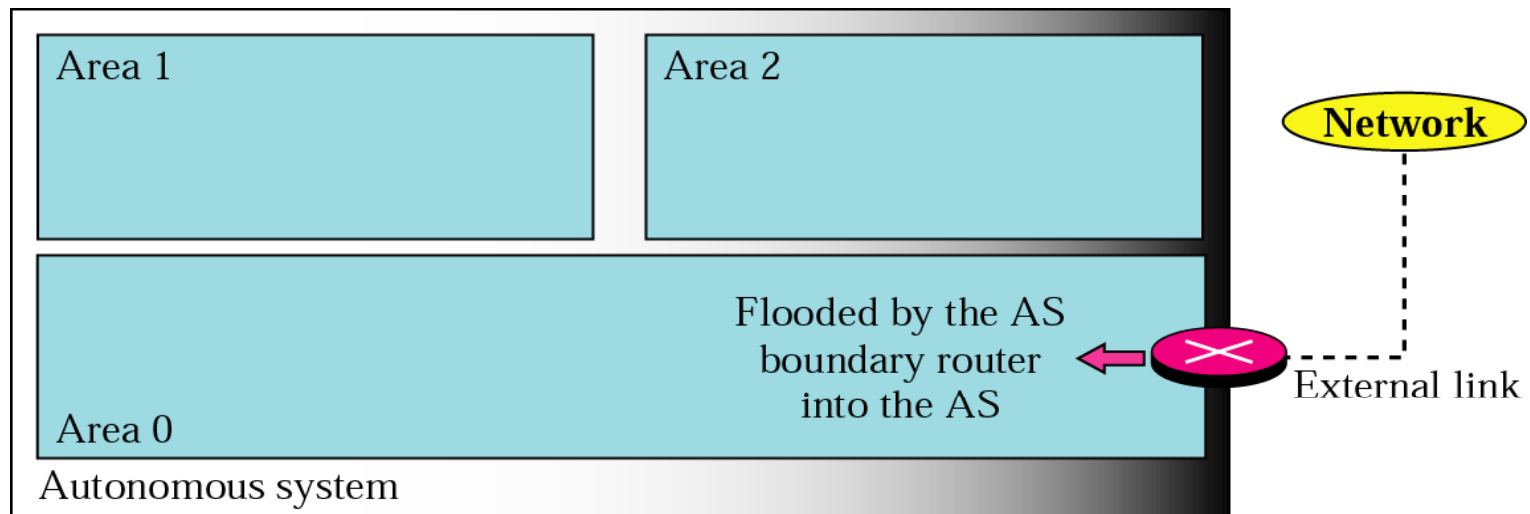 Area 1
Area 2
Network
Flooded by the AS
boundary router
into the AS
External link
Area 0
Autonomous system